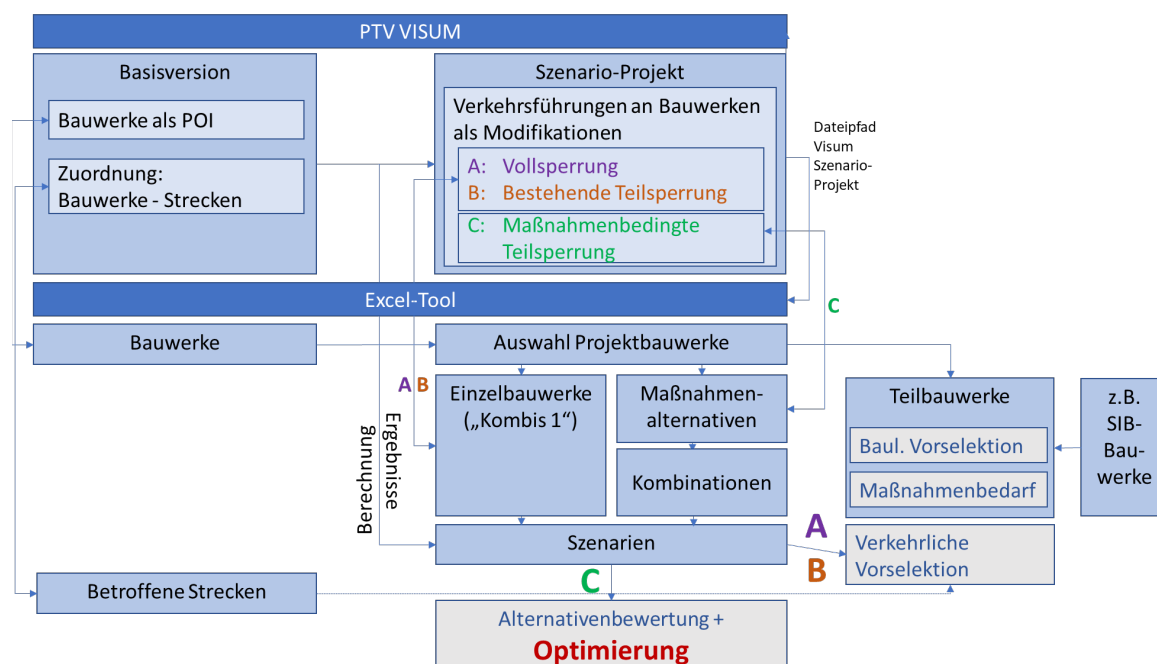 PTV VISUM
Basisversion
Bauwerke als POI
Zuordnung:
Bauwerke - Strecken
Szenario-Projekt
Verkehrsführungen an Bauwerken
als Modifikationen
A: Vollsperrung
B: Bestehende Teilsperrung
C: Maßnahmenbedingte
Teilsperrung
Dateipfad
Visum
Szenario-
Projekt
Excel-Tool
C
Bauwerke
Auswahl Projektbauwerke
A B
Berechnung
Ergebnisse
Einzelbauwerke
(„Kombis 1“)
Maßnahmen-
alternativen
Kombinationen
Teilbauwerke
Baul. Vorselektion
Maßnahmenbedarf
z.B.
SIB-
Bau-
werke
Szenarien
A
B
Verkehrliche
Vorselektion
Betroffene Strecken
C
Alternativenbewertung +
Optimierung